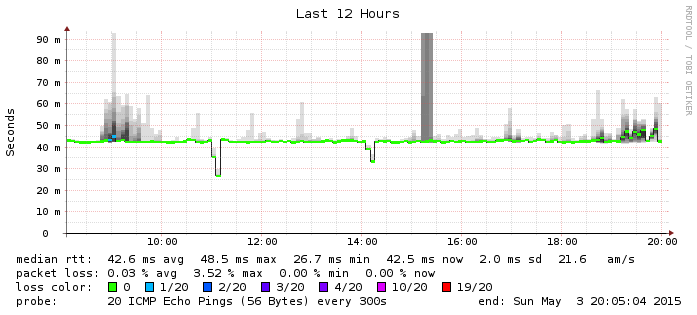 Last 12 Hours
RRDTOOL / TOBI OETIKER
Seconds
90 m
80 m
70 m
60 m
50 m
40 m
30 m
20 m
10 m
0
10:00 12:00 14:00 16:00 18:00 20:00
median rtt: 42.6 ms avg 48.5 ms max 26.7 ms min 42.5 ms now 2.0 ms sd 21.6 am/s
packet loss: 0.03 % avg 3.52 % max 0.00 % min 0.00 % now
loss color: 0 1/20 2/20 3/20 4/20 10/20 19/20
probe: 20 ICMP Echo Pings (56 Bytes) every 300s end: Sun May 3 20:05:04 2015